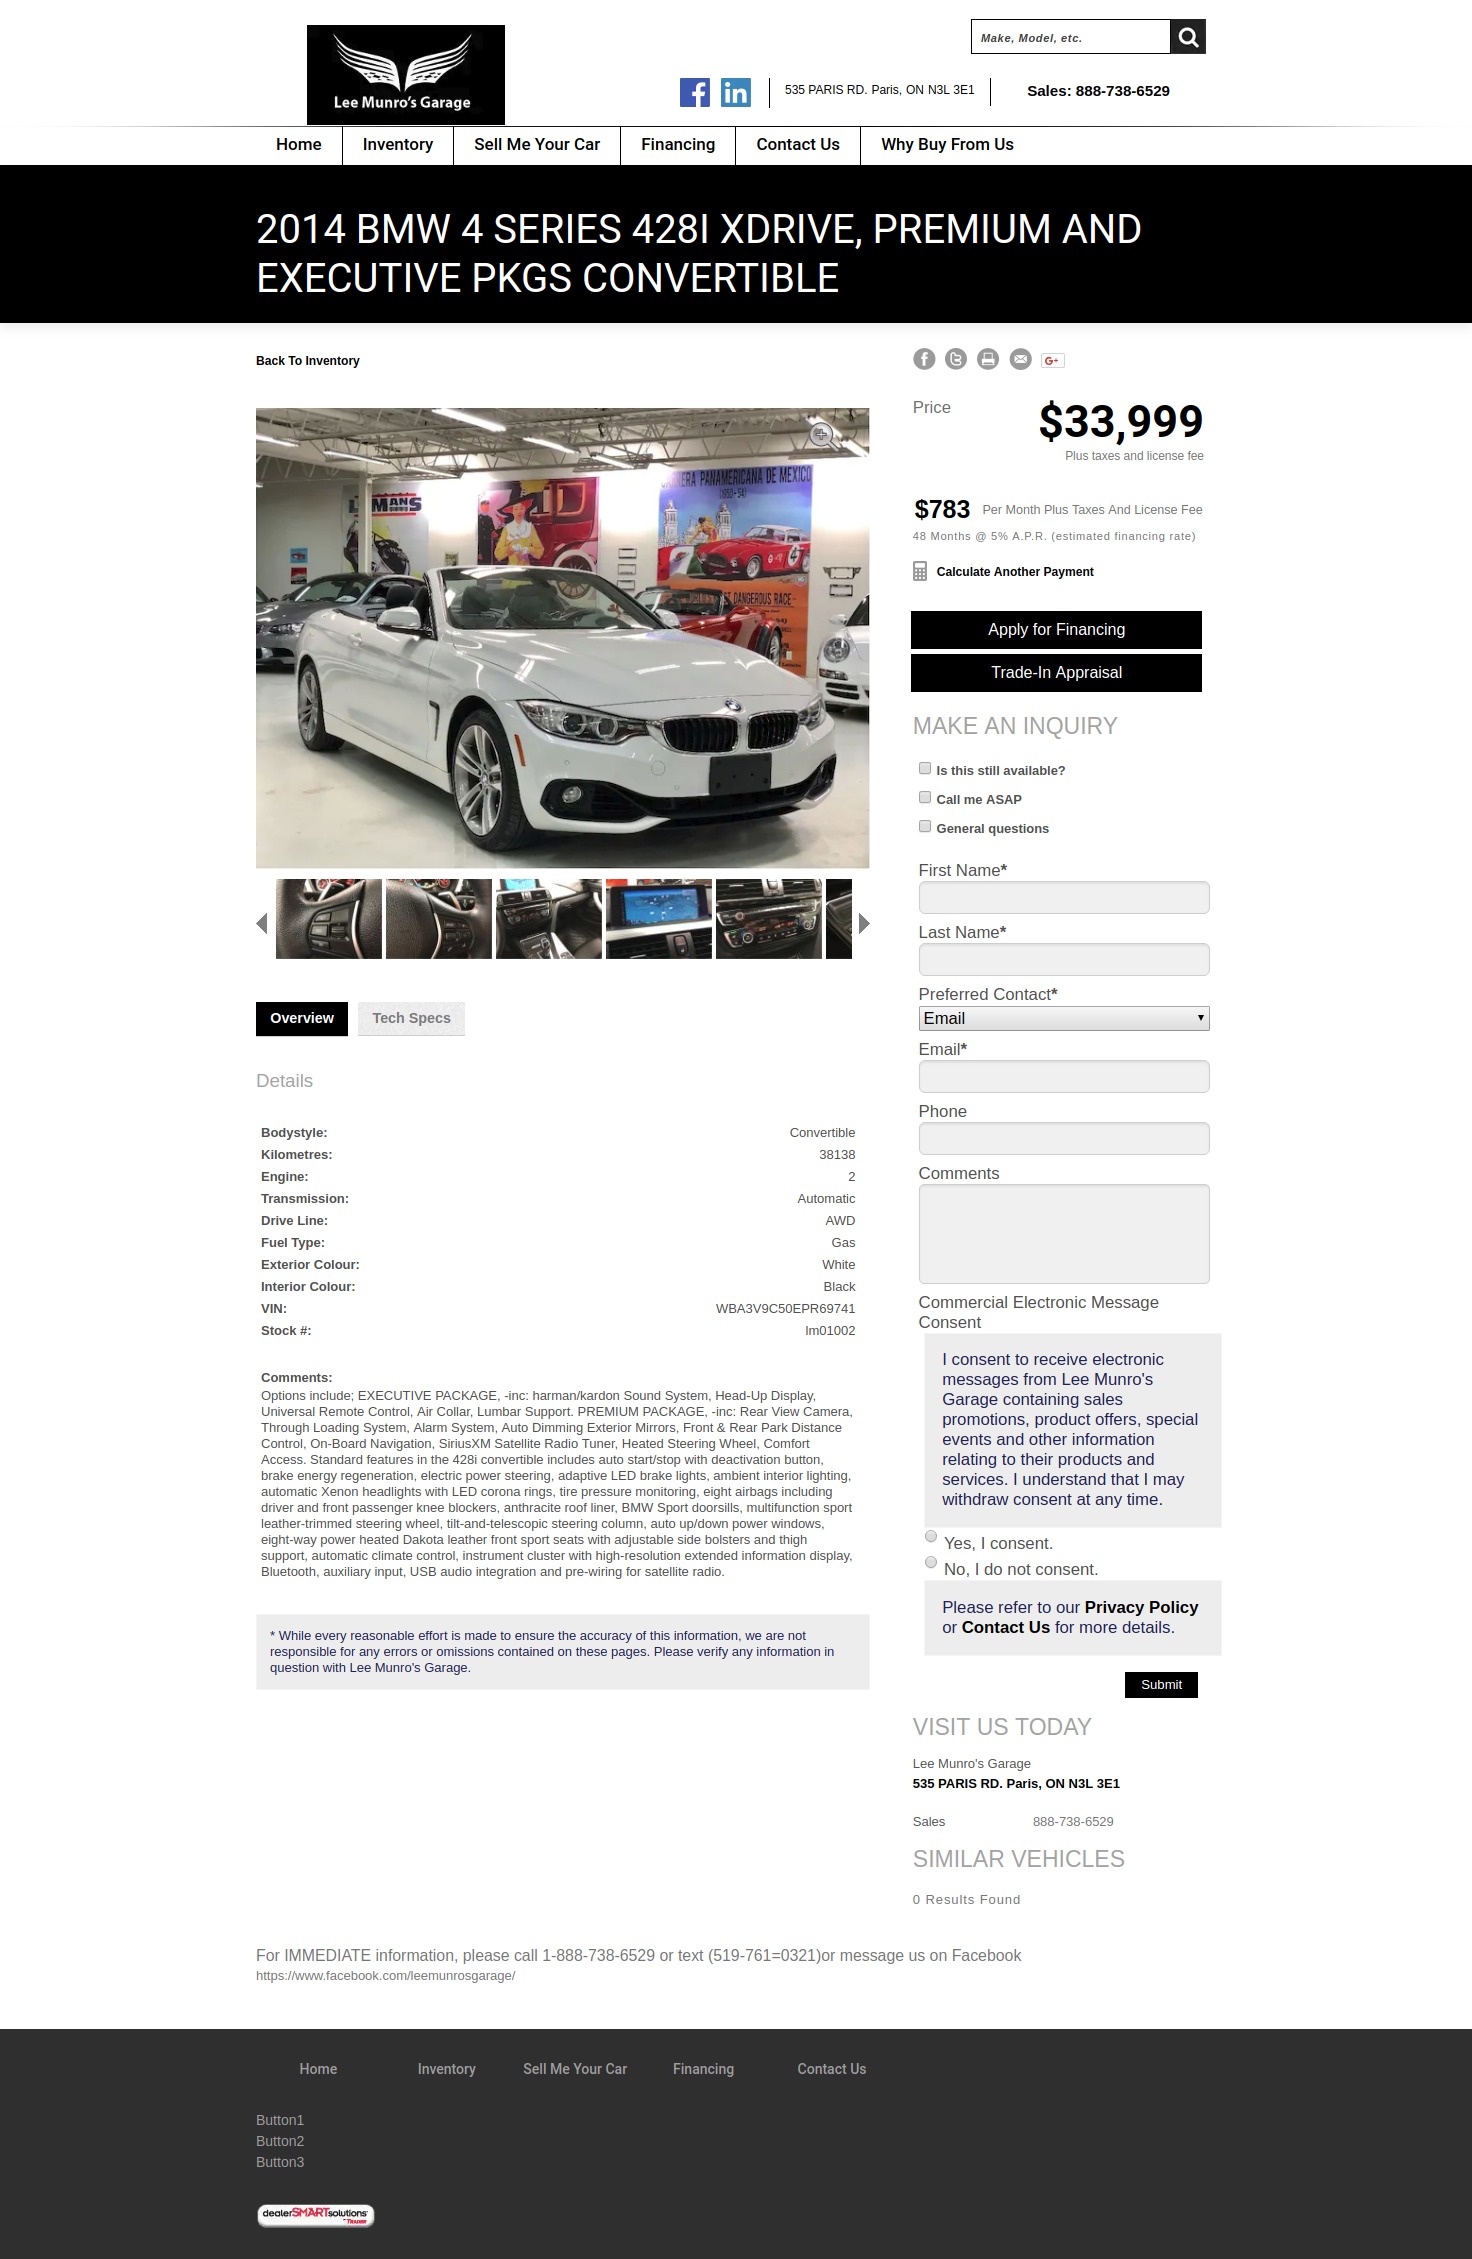 Lee Munro's Garage
Make, Model, etc.
535 PARIS RD. Paris, ON N3L 3E1
Sales: 888-738-6529
Home
Inventory
Sell Me Your Car
Financing
Contact Us
Why Buy From Us
2014 BMW 4 SERIES 428I XDRIVE, PREMIUM AND
EXECUTIVE PKGS CONVERTIBLE
Back To Inventory
MANS
PANAMERICANA DE MEXICO
(1950-54)
4
DANGEROUS RACE
Overview
Tech Specs
Details
Bodystyle: Convertible
Kilometres: 38138
Engine: 2
Transmission: Automatic
Drive Line: AWD
Fuel Type: Gas
Exterior Colour: White
Interior Colour: Black
VIN: WBA3V9C50EPR69741
Stock #: lm01002
Comments:
Options include; EXECUTIVE PACKAGE, -inc: harman/kardon Sound System, Head-Up Display,
Universal Remote Control, Air Collar, Lumbar Support. PREMIUM PACKAGE, -inc: Rear View Camera,
Through Loading System, Alarm System, Auto Dimming Exterior Mirrors, Front & Rear Park Distance
Control, On-Board Navigation, SiriusXM Satellite Radio Tuner, Heated Steering Wheel, Comfort
Access. Standard features in the 428i convertible includes auto start/stop with deactivation button,
brake energy regeneration, electric power steering, adaptive LED brake lights, ambient interior lighting,
automatic Xenon headlights with LED corona rings, tire pressure monitoring, eight airbags including
driver and front passenger knee blockers, anthracite roof liner, BMW Sport doorsills, multifunction sport
leather-trimmed steering wheel, tilt-and-telescopic steering column, auto up/down power windows,
eight-way power heated Dakota leather front sport seats with adjustable side bolsters and thigh
support, automatic climate control, instrument cluster with high-resolution extended information display,
Bluetooth, auxiliary input, USB audio integration and pre-wiring for satellite radio.
* While every reasonable effort is made to ensure the accuracy of this information, we are not
responsible for any errors or omissions contained on these pages. Please verify any information in
question with Lee Munro's Garage.
G+
Price
$33,999
Plus taxes and license fee
$783 Per Month Plus Taxes And License Fee
48 Months @ 5% A.P.R. (estimated financing rate)
Calculate Another Payment
Apply for Financing
Trade-In Appraisal
MAKE AN INQUIRY
Is this still available?
Call me ASAP
General questions
First Name*
Last Name*
Preferred Contact*
Email
Email*
Phone
Comments
Commercial Electronic Message
Consent
I consent to receive electronic
messages from Lee Munro's
Garage containing sales
promotions, product offers, special
events and other information
relating to their products and
services. I understand that I may
withdraw consent at any time.
Yes, I consent.
No, I do not consent.
Please refer to our Privacy Policy
or Contact Us for more details.
Submit
VISIT US TODAY
Lee Munro's Garage
535 PARIS RD. Paris, ON N3L 3E1
Sales 888-738-6529
SIMILAR VEHICLES
0 Results Found
For IMMEDIATE information, please call 1-888-738-6529 or text (519-761=0321)or message us on Facebook
https://www.facebook.com/leemunrosgarage/
Home
Inventory
Sell Me Your Car
Financing
Contact Us
Button1
Button2
Button3
dealerSMARTsolutions
TRADER